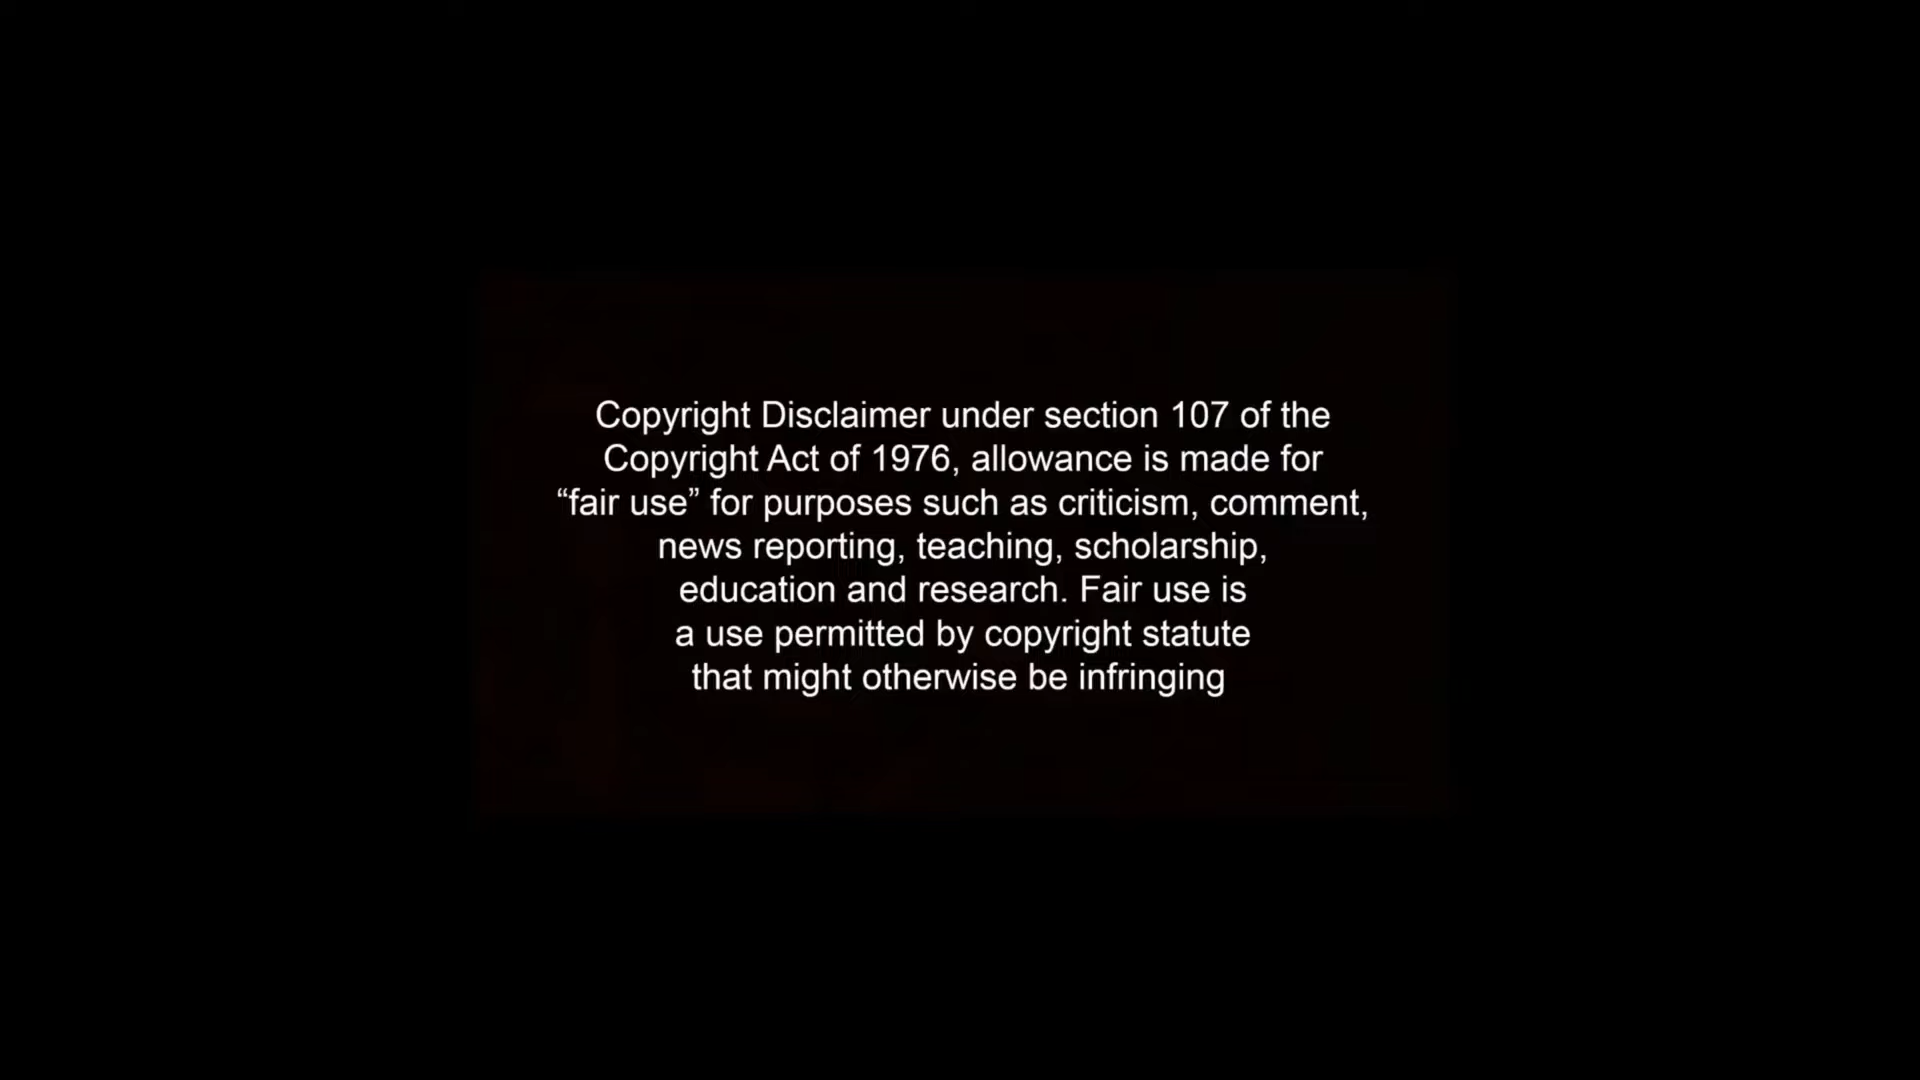 Copyright Disclaimer under section 107 of the
Copyright Act of 1976, allowance is made for
“fair use” for purposes such as criticism, comment,
news reporting, teaching, scholarship,
education and research. Fair use is
a use permitted by copyright statute
that might otherwise be infringing